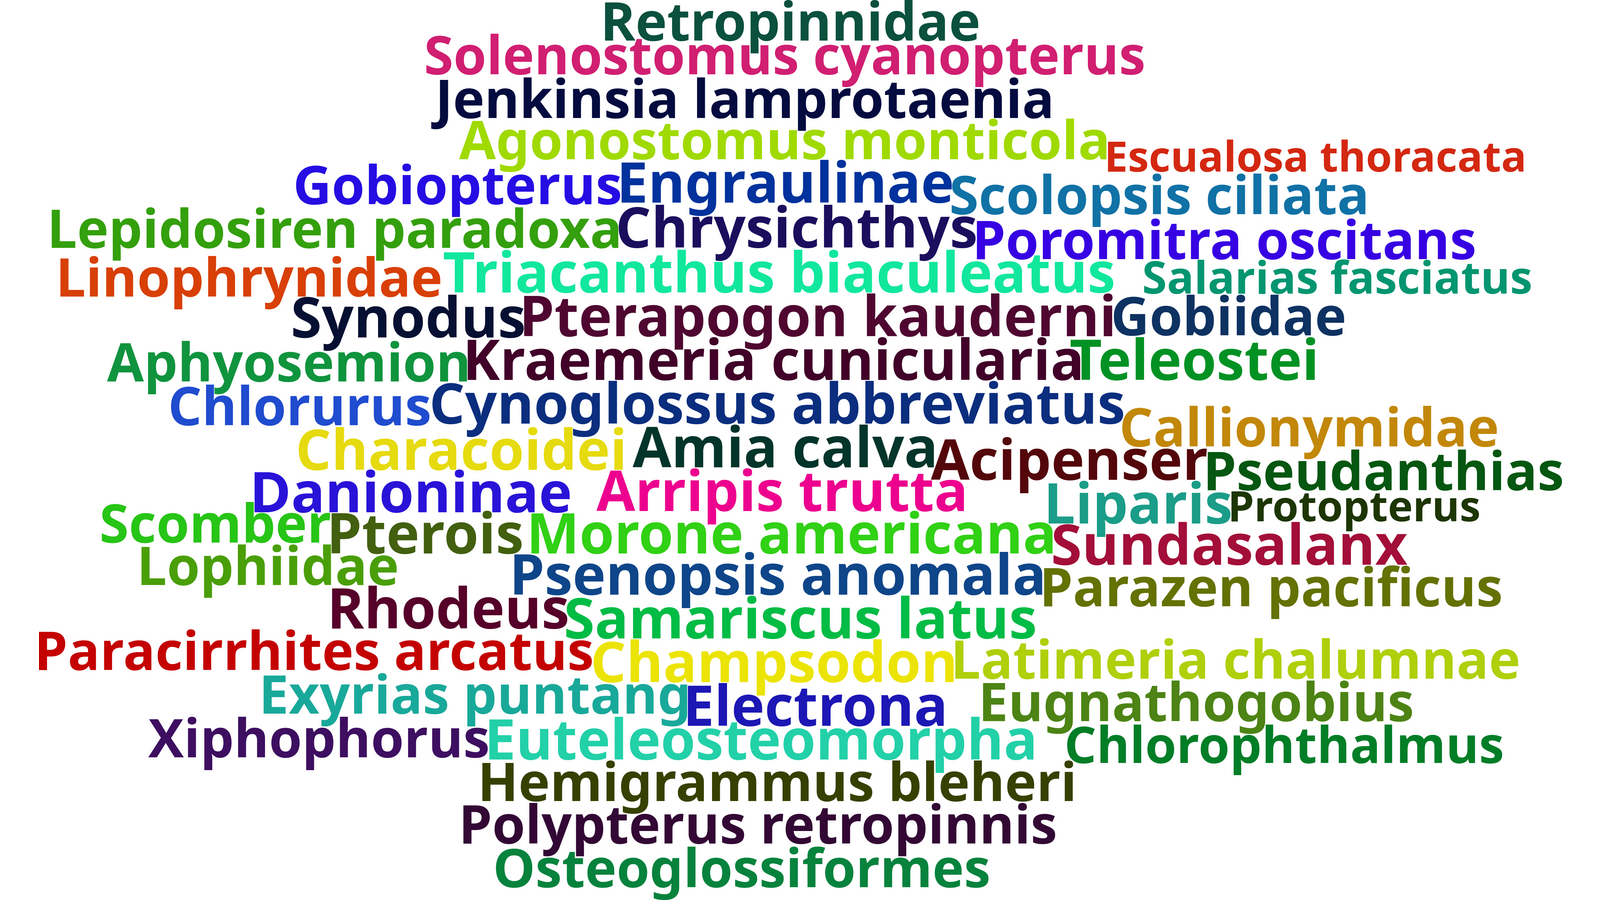 Retropinnidae
Solenostomus cyanopterus
Jenkinsia lamprotaenia
Agonostomus monticola
Escualosa thoracata
Gobiopterus
Engraulinae
Scolopsis ciliata
Lepidosiren paradoxa
Chrysichthys
Poromitra oscitans
Linophrynidae
Triacanthus biaculeatus
Salarias fasciatus
Synodus
Pterapogon kauderni
Gobiidae
Aphyosemion
Kraemeria cunicularia
Teleostei
Chlorurus
Cynoglossus abbreviatus
Callionymidae
Characoidei
Amia calva
Acipenser
Pseudanthias
Danioninae
Arripis trutta
Liparis
Protopterus
Scomber
Pterois
Morone americana
Sundasalanx
Lophiidae
Psenopsis anomala
Parazen pacificus
Rhodeus
Samariscus latus
Paracirrhites arcatus
Champsodon
Latimeria chalumnae
Exyrias puntang
Electrona
Eugnathogobius
Xiphophorus
Euteleosteomorpha
Chlorophthalmus
Hemigrammus bleheri
Polypterus retropinnis
Osteoglossiformes